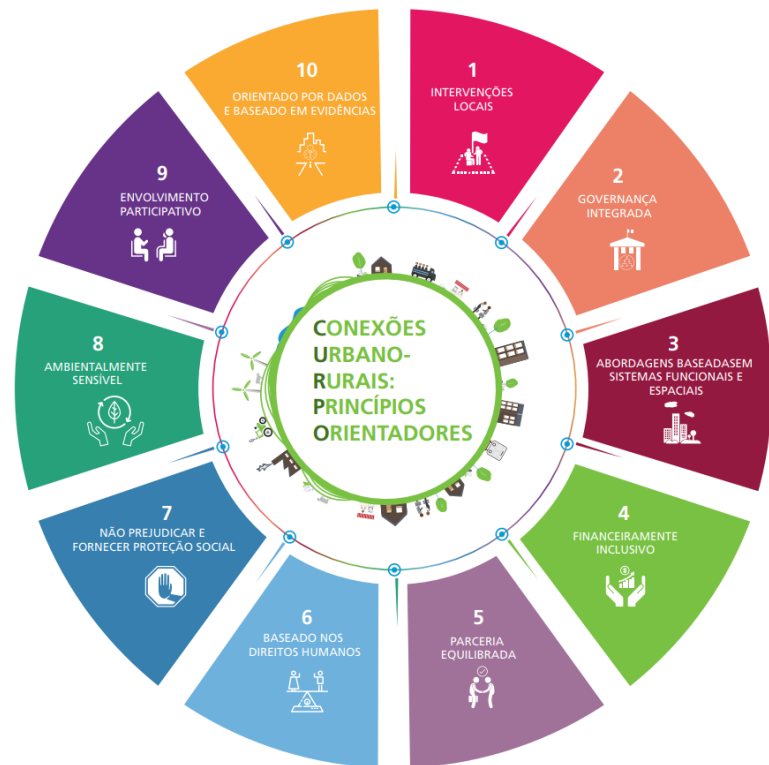 CONEXÕES
URBANO-
RURAIS:
PRINCÍPIOS
ORIENTADORES
1
INTERVENÇÕES
LOCAIS
2
GOVERNANÇA
INTEGRADA
3
ABORDAGENS BASEADASEM
SISTEMAS FUNCIONAIS E
ESPACIAIS
4
FINANCEIRAMENTE
INCLUSIVO
5
PARCERIA
EQUILIBRADA
6
BASEADO NOS
DIREITOS HUMANOS
7
NÃO PREJUDICAR E
FORNECER PROTEÇÃO SOCIAL
8
AMBIENTALMENTE
SENSÍVEL
9
ENVOLVIMENTO
PARTICIPATIVO
10
ORIENTADO POR DADOS
E BASEADO EM EVIDÊNCIAS